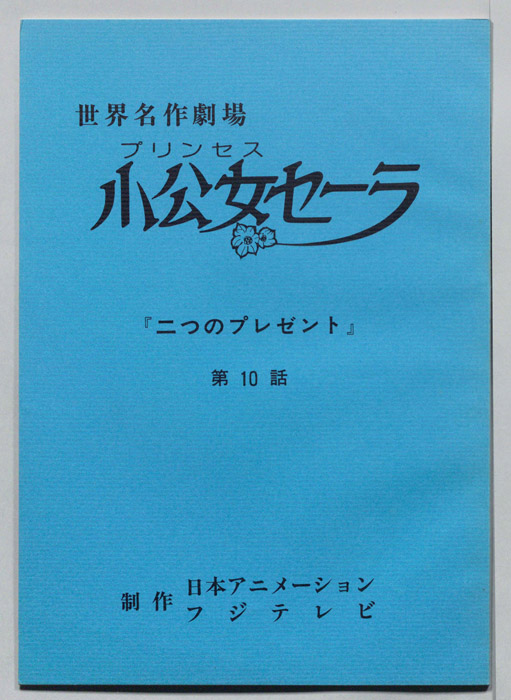 世界名作劇場
プリンセス
小公女セーラ
『二つのプレゼント』
第10話
制作 日本アニメーション
フジテレビ